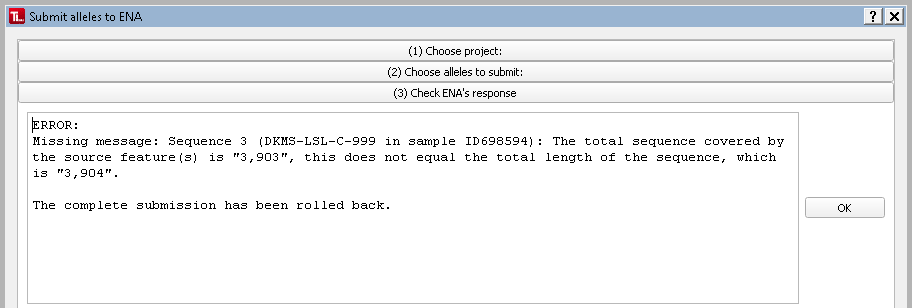 Submit alleles to ENA
(1) Choose project:
(2) Choose alleles to submit:
(3) Check ENA's response
ERROR:
Missing message: Sequence 3 (DKMS-LSL-C-999 in sample ID698594): The total sequence covered by
the source feature(s) is "3,903", this does not equal the total length of the sequence, which
is "3,904".
The complete submission has been rolled back.
OK